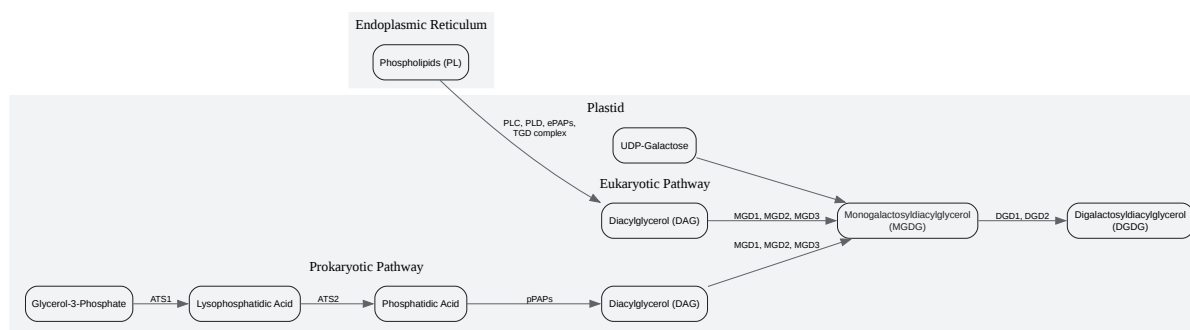 Endoplasmic Reticulum
Phospholipids (PL)
Plastid
PLC, PLD, ePAPs,
TGD complex
UDP-Galactose
Eukaryotic Pathway
Diacylglycerol (DAG)
MGD1, MGD2, MGD3
Monogalactosyldiacylglycerol
(MGDG)
DGD1, DGD2
Digalactosyldiacylglycerol
(DGDG)
MGD1, MGD2, MGD3
Prokaryotic Pathway
Glycerol-3-Phosphate
ATS1
Lysophosphatidic Acid
ATS2
Phosphatidic Acid
pPAPs
Diacylglycerol (DAG)